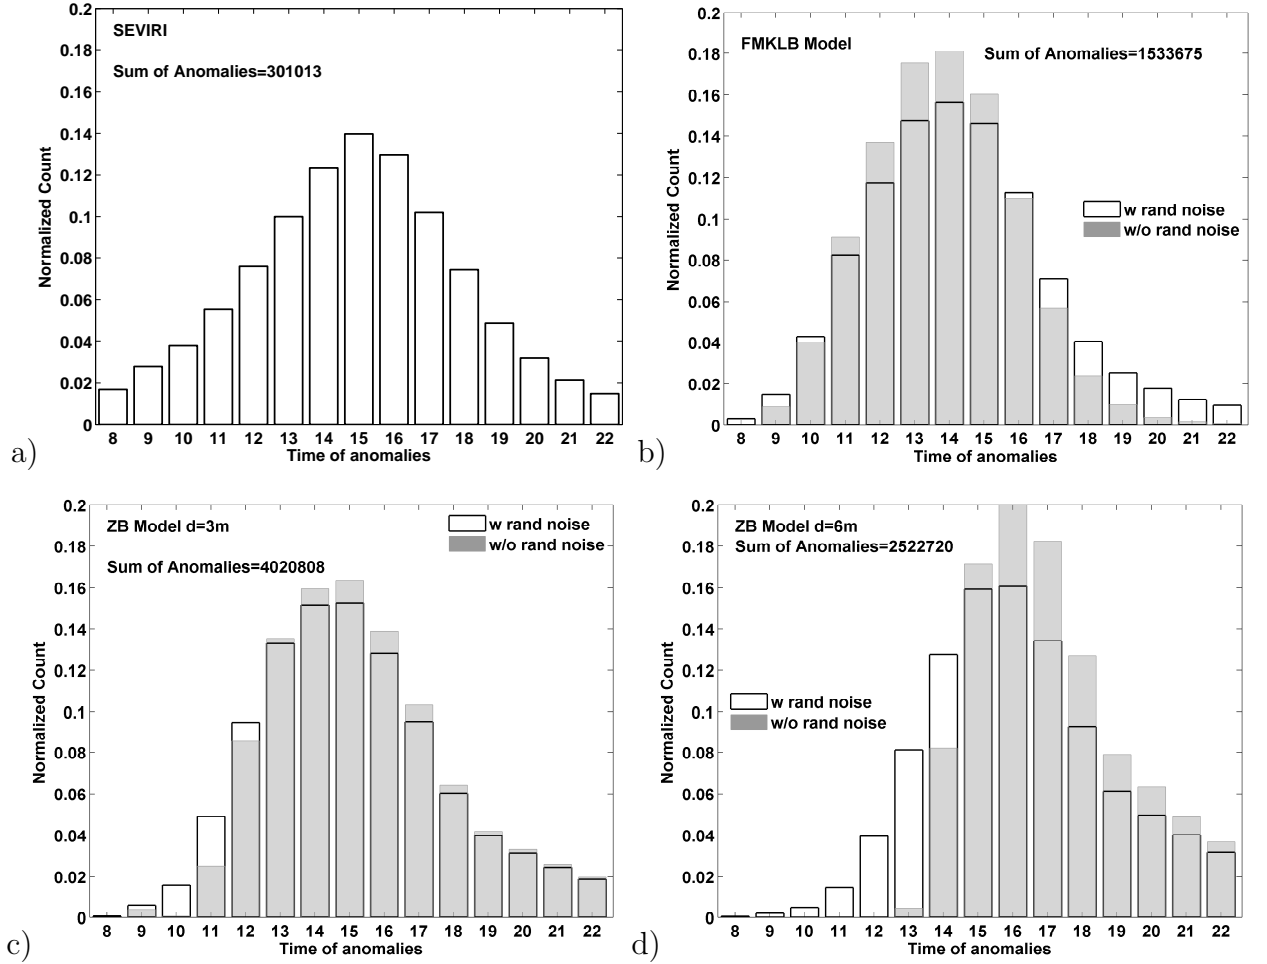 0.2
0.18
0.16
0.14
0.12
0.1
0.08
0.06
0.04
0.02
0
Normalized Count
SEVIRI
Sum of Anomalies=301013
8 9 10 11 12 13 14 15 16 17 18 19 20 21 22
Time of anomalies
a)
0.2
0.18
0.16
0.14
0.12
0.1
0.08
0.06
0.04
0.02
0
Normalized Count
FMKLB Model
Sum of Anomalies=1533675
w rand noise
w/o rand noise
8 9 10 11 12 13 14 15 16 17 18 19 20 21 22
Time of anomalies
b)
0.2
0.18
0.16
0.14
0.12
0.1
0.08
0.06
0.04
0.02
0
Normalized Count
ZB Model d=3m
Sum of Anomalies=4020808
w rand noise
w/o rand noise
8 9 10 11 12 13 14 15 16 17 18 19 20 21 22
Time of anomalies
c)
0.2
0.18
0.16
0.14
0.12
0.1
0.08
0.06
0.04
0.02
0
Normalized Count
ZB Model d=6m
Sum of Anomalies=2522720
w rand noise
w/o rand noise
8 9 10 11 12 13 14 15 16 17 18 19 20 21 22
Time of anomalies
d)